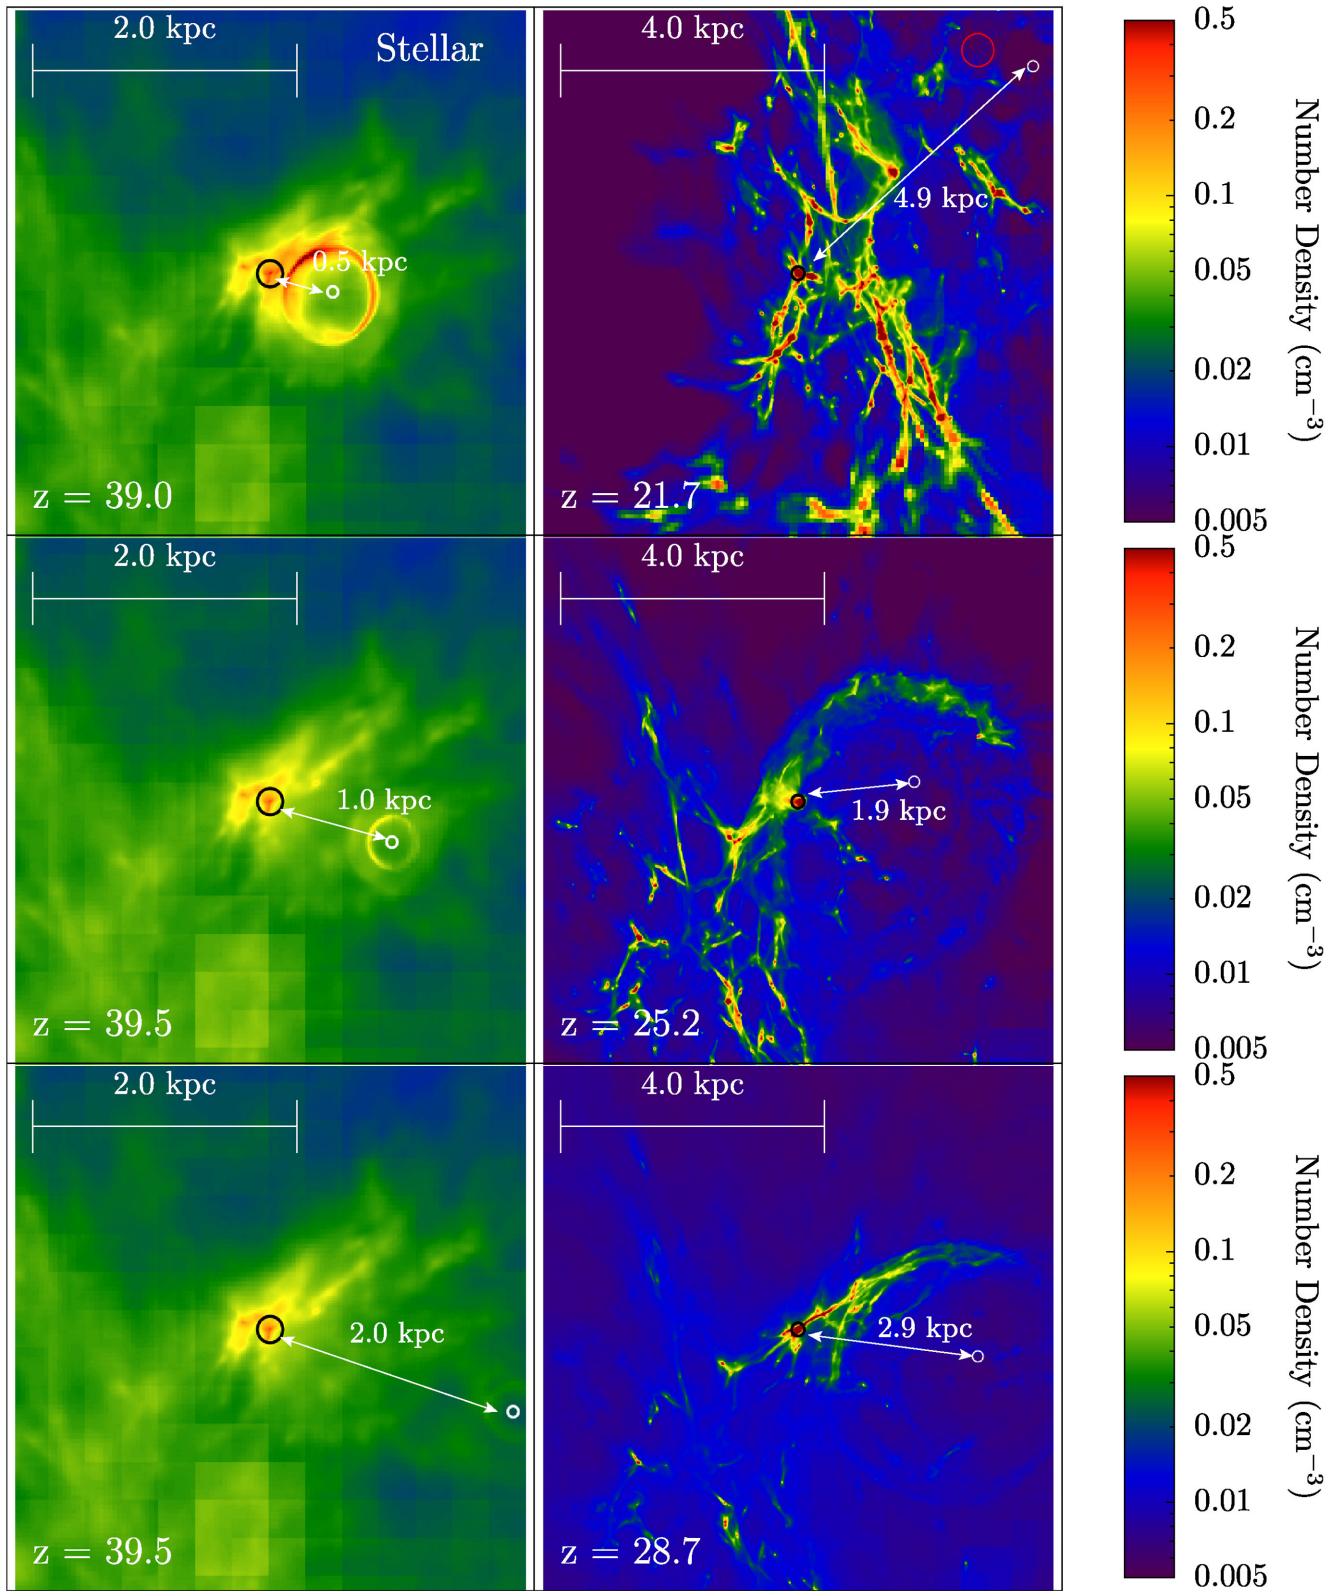 2.0 kpc
Stellar
0.5 kpc
z = 39.0
4.0 kpc
4.9 kpc
z = 21.7
0.5
0.2
0.1
0.05
0.02
0.01
0.005
Number Density (cm⁻³)
2.0 kpc
1.0 kpc
z = 39.5
4.0 kpc
1.9 kpc
z = 25.2
0.5
0.2
0.1
0.05
0.02
0.01
0.005
Number Density (cm⁻³)
2.0 kpc
2.0 kpc
z = 39.5
4.0 kpc
2.9 kpc
z = 28.7
0.5
0.2
0.1
0.05
0.02
0.01
0.005
Number Density (cm⁻³)